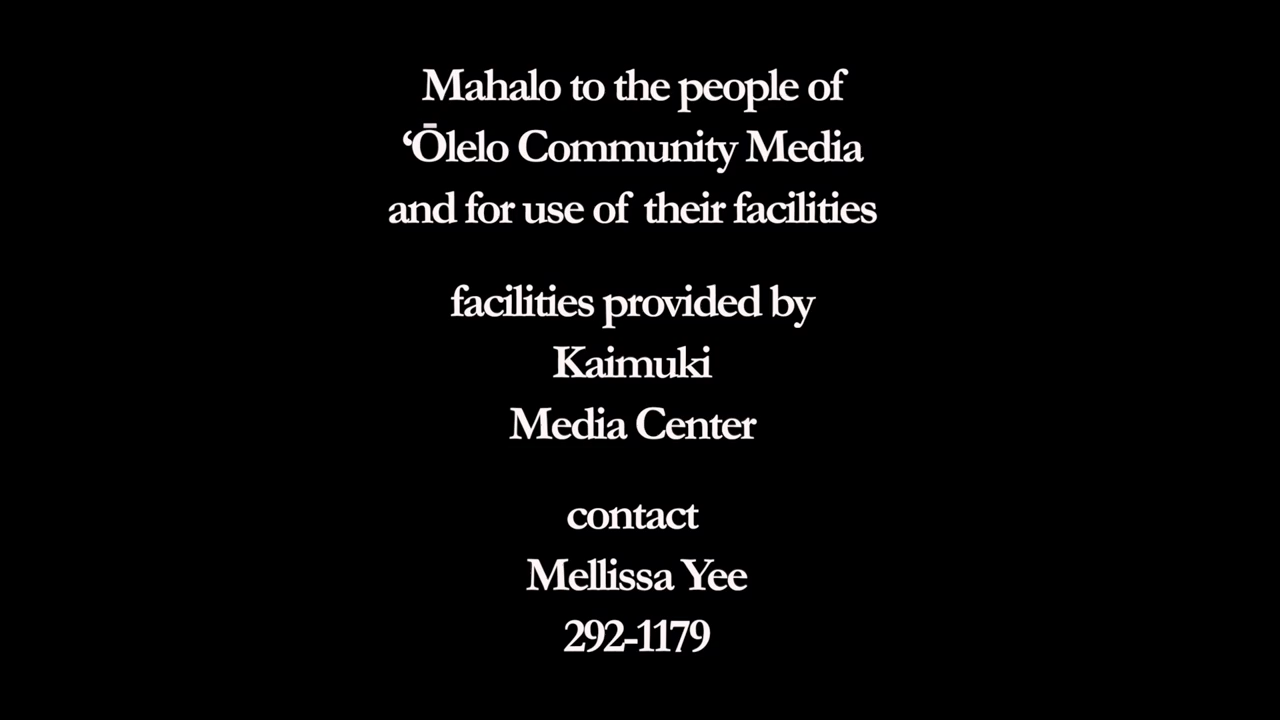 Mahalo to the people of
‘Ōlelo Community Media
and for use of their facilities
facilities provided by
Kaimuki
Media Center
contact
Mellissa Yee
292-1179